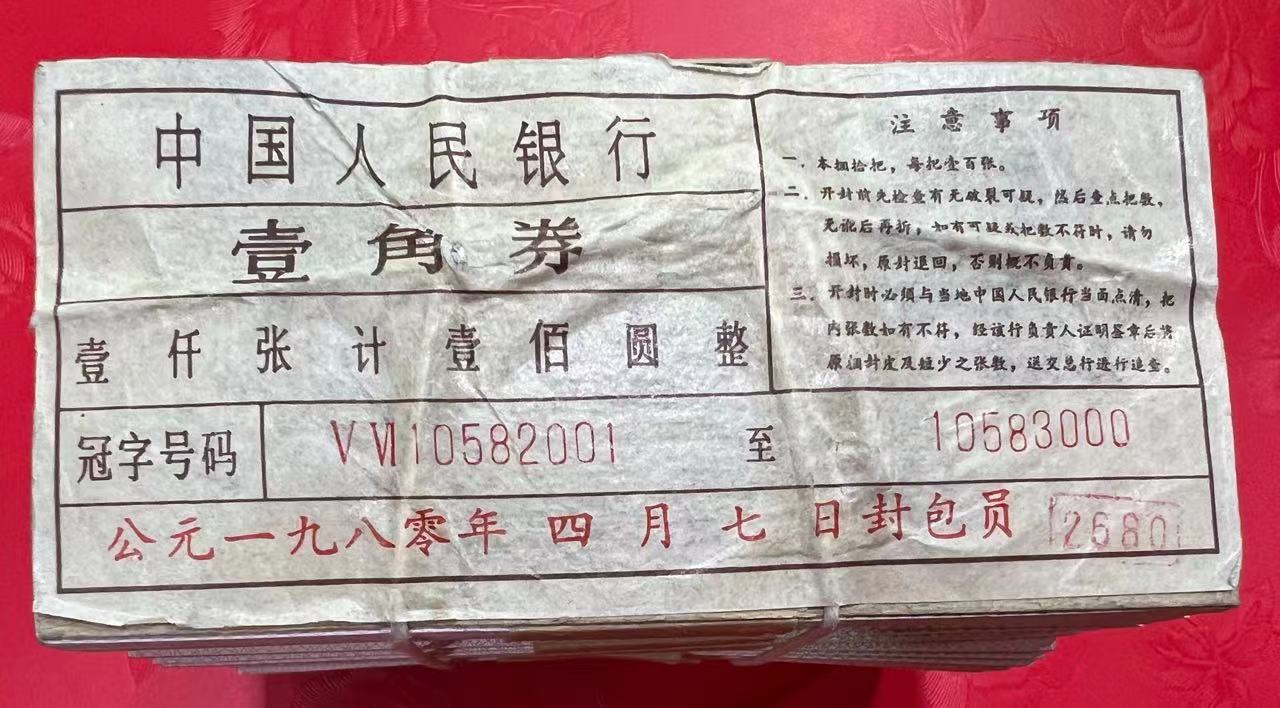 中国人民银行
壹角券
壹仟张计壹佰圆整
注意事项
一．本捆拾把，每把壹百张。
二．开封前先检查有无破裂可疑，然后查点把数，
无讹后再拆，如有可疑或把数不符时，请勿
损坏，原封退回，否则概不负责。
三．开封时必须与当地中国人民银行当面点清，把
内张数如有不符，经该行负责人证明签章后将
原捆封皮及短少之张数，送交总行进行追查。
冠字号码 ⅤⅥ10582001 至 10583000
公元一九八零年 四 月 七 日封包员 2680